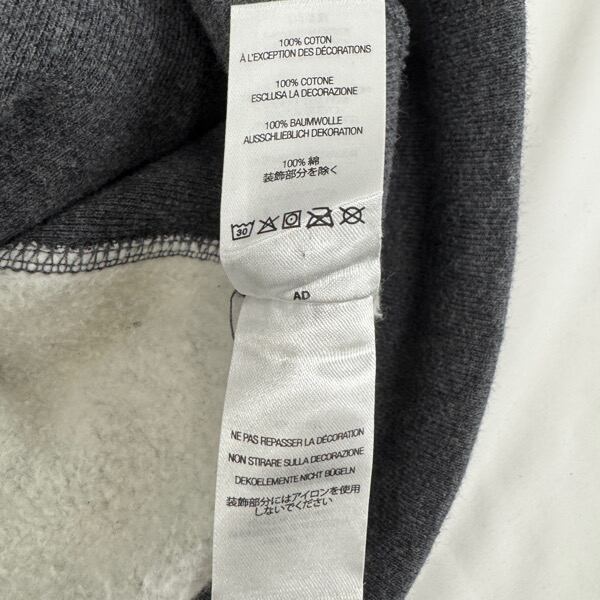 100% COTON
À L'EXCEPTION DES DÉCORATIONS
100% COTONE
ESCLUSA LA DECORAZIONE
100% BAUMWOLLE
AUSSCHLIEßLICH DEKORATION
100% 綿
装飾部分を除く
30
AD
NE PAS REPASSER LA DÉCORATION
NON STIRARE SULLA DECORAZIONE
DEKOELEMENTE NICHT BÜGELN
装飾部分にはアイロンを使用
しないでください